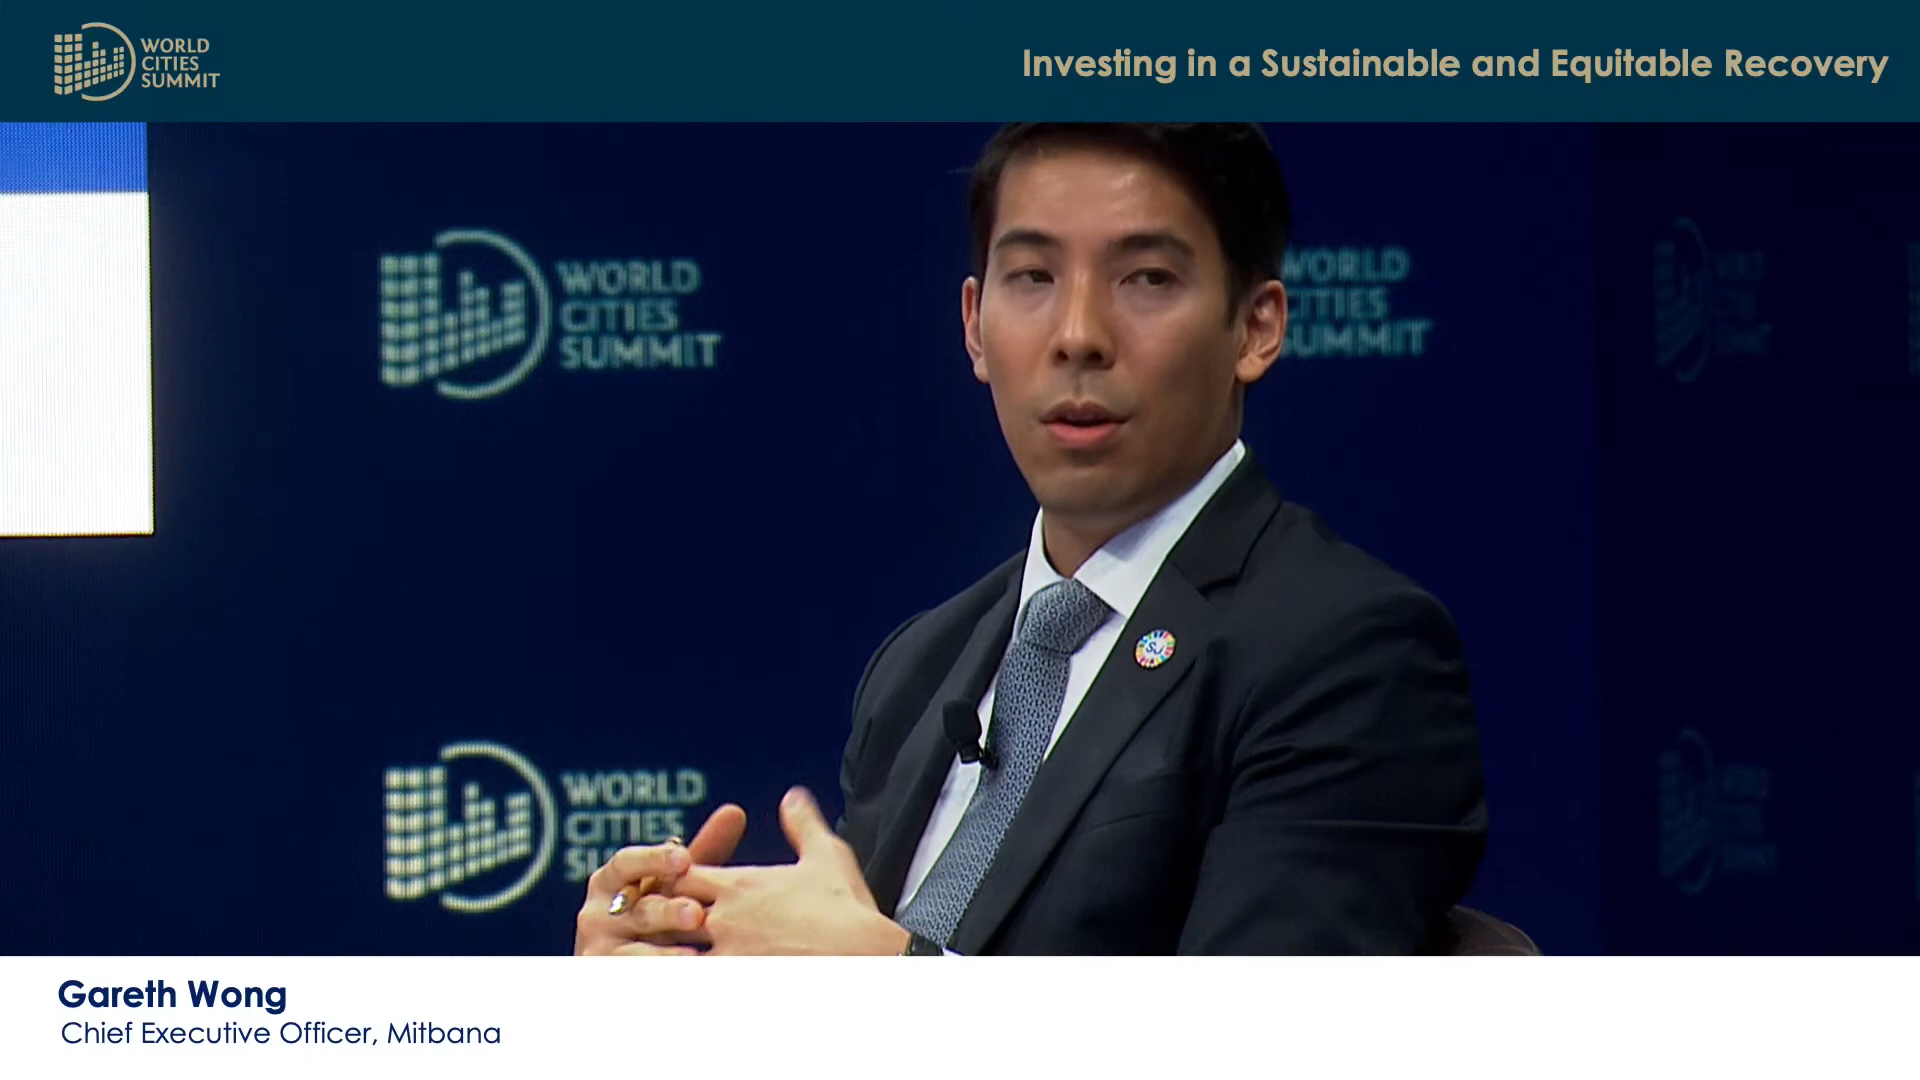 WORLD
CITIES
SUMMIT
Investing in a Sustainable and Equitable Recovery
WORLD
CITIES
SUMMIT
WORLD
CITIES
SUMMIT
WORLD
CITIES
SJ
Gareth Wong
Chief Executive Officer, Mitbana